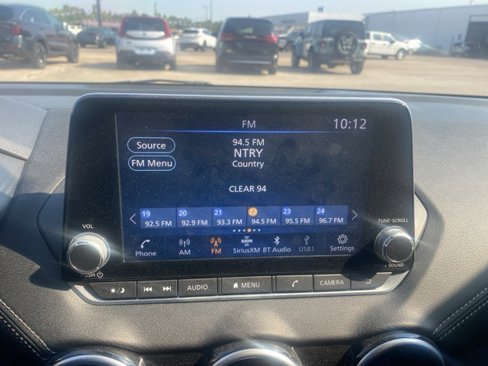 FM
10:12
Source
94.5 FM
NTRY
FM Menu
Country
CLEAR 94
19 20 21 23 24
92.5 FM 92.9 FM 93.3 FM 94.5 FM 95.5 FM 96.7 FM
VOL
TUNE·SCROLL
Phone AM FM SiriusXM BT Audio USB1 Settings
SOUND
AUDIO MENU CAMERA